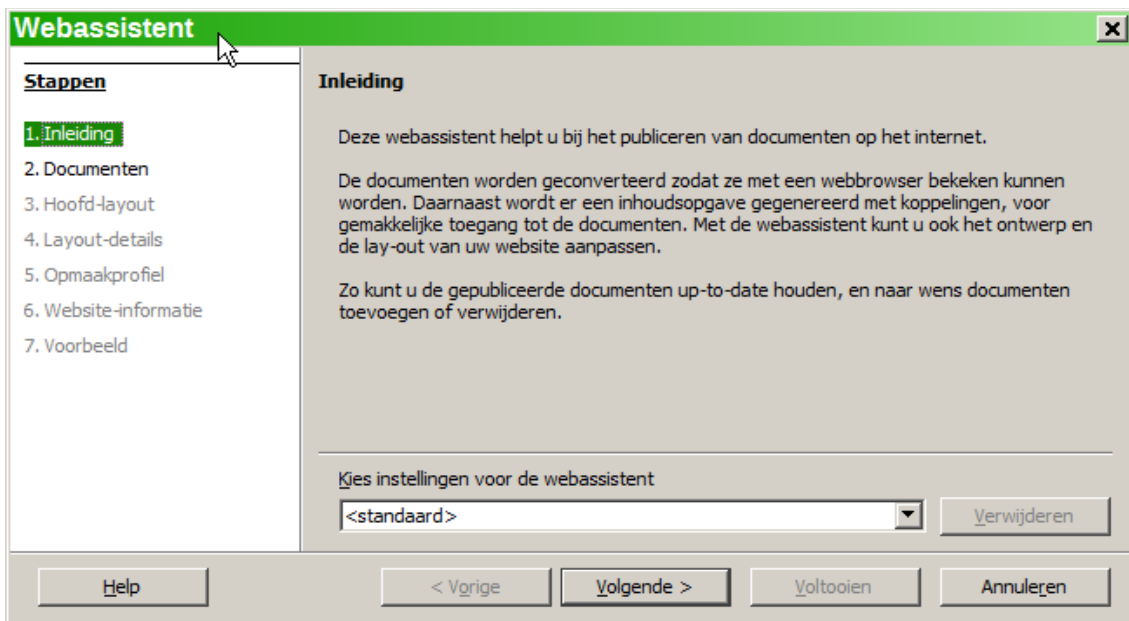 Webassistent
Stappen
1. Inleiding
2. Documenten
3. Hoofd-layout
4. Layout-details
5. Opmaakprofiel
6. Website-informatie
7. Voorbeeld
Inleiding
Deze webassistent helpt u bij het publiceren van documenten op het internet.
De documenten worden geconverteerd zodat ze met een webbrowser bekeken kunnen
worden. Daarnaast wordt er een inhoudsopgave gegenereerd met koppelingen, voor
gemakkelijke toegang tot de documenten. Met de webassistent kunt u ook het ontwerp en
de lay-out van uw website aanpassen.
Zo kunt u de gepubliceerde documenten up-to-date houden, en naar wens documenten
toevoegen of verwijderen.
Kies instellingen voor de webassistent
<standaard>
Verwijderen
Help
< Vorige
Volgende >
Voltooien
Annuleren